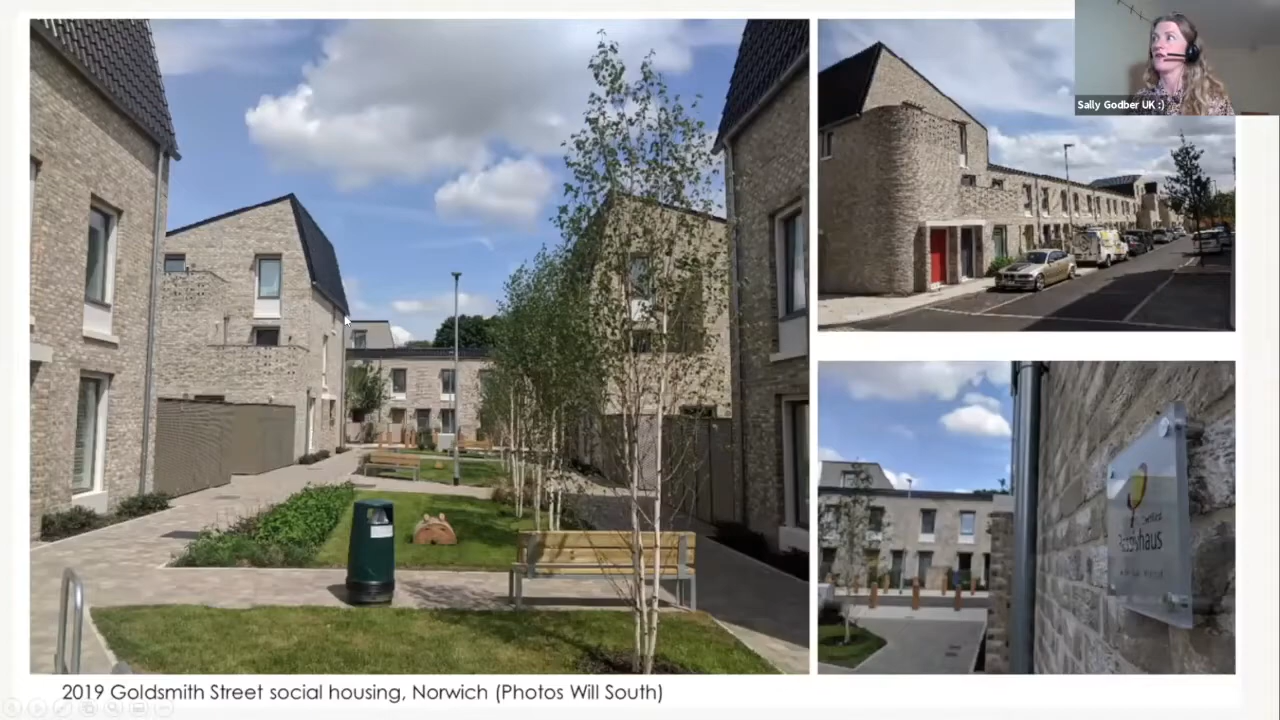 Sally Godber UK :)
2019 Goldsmith Street social housing, Norwich (Photos Will South)